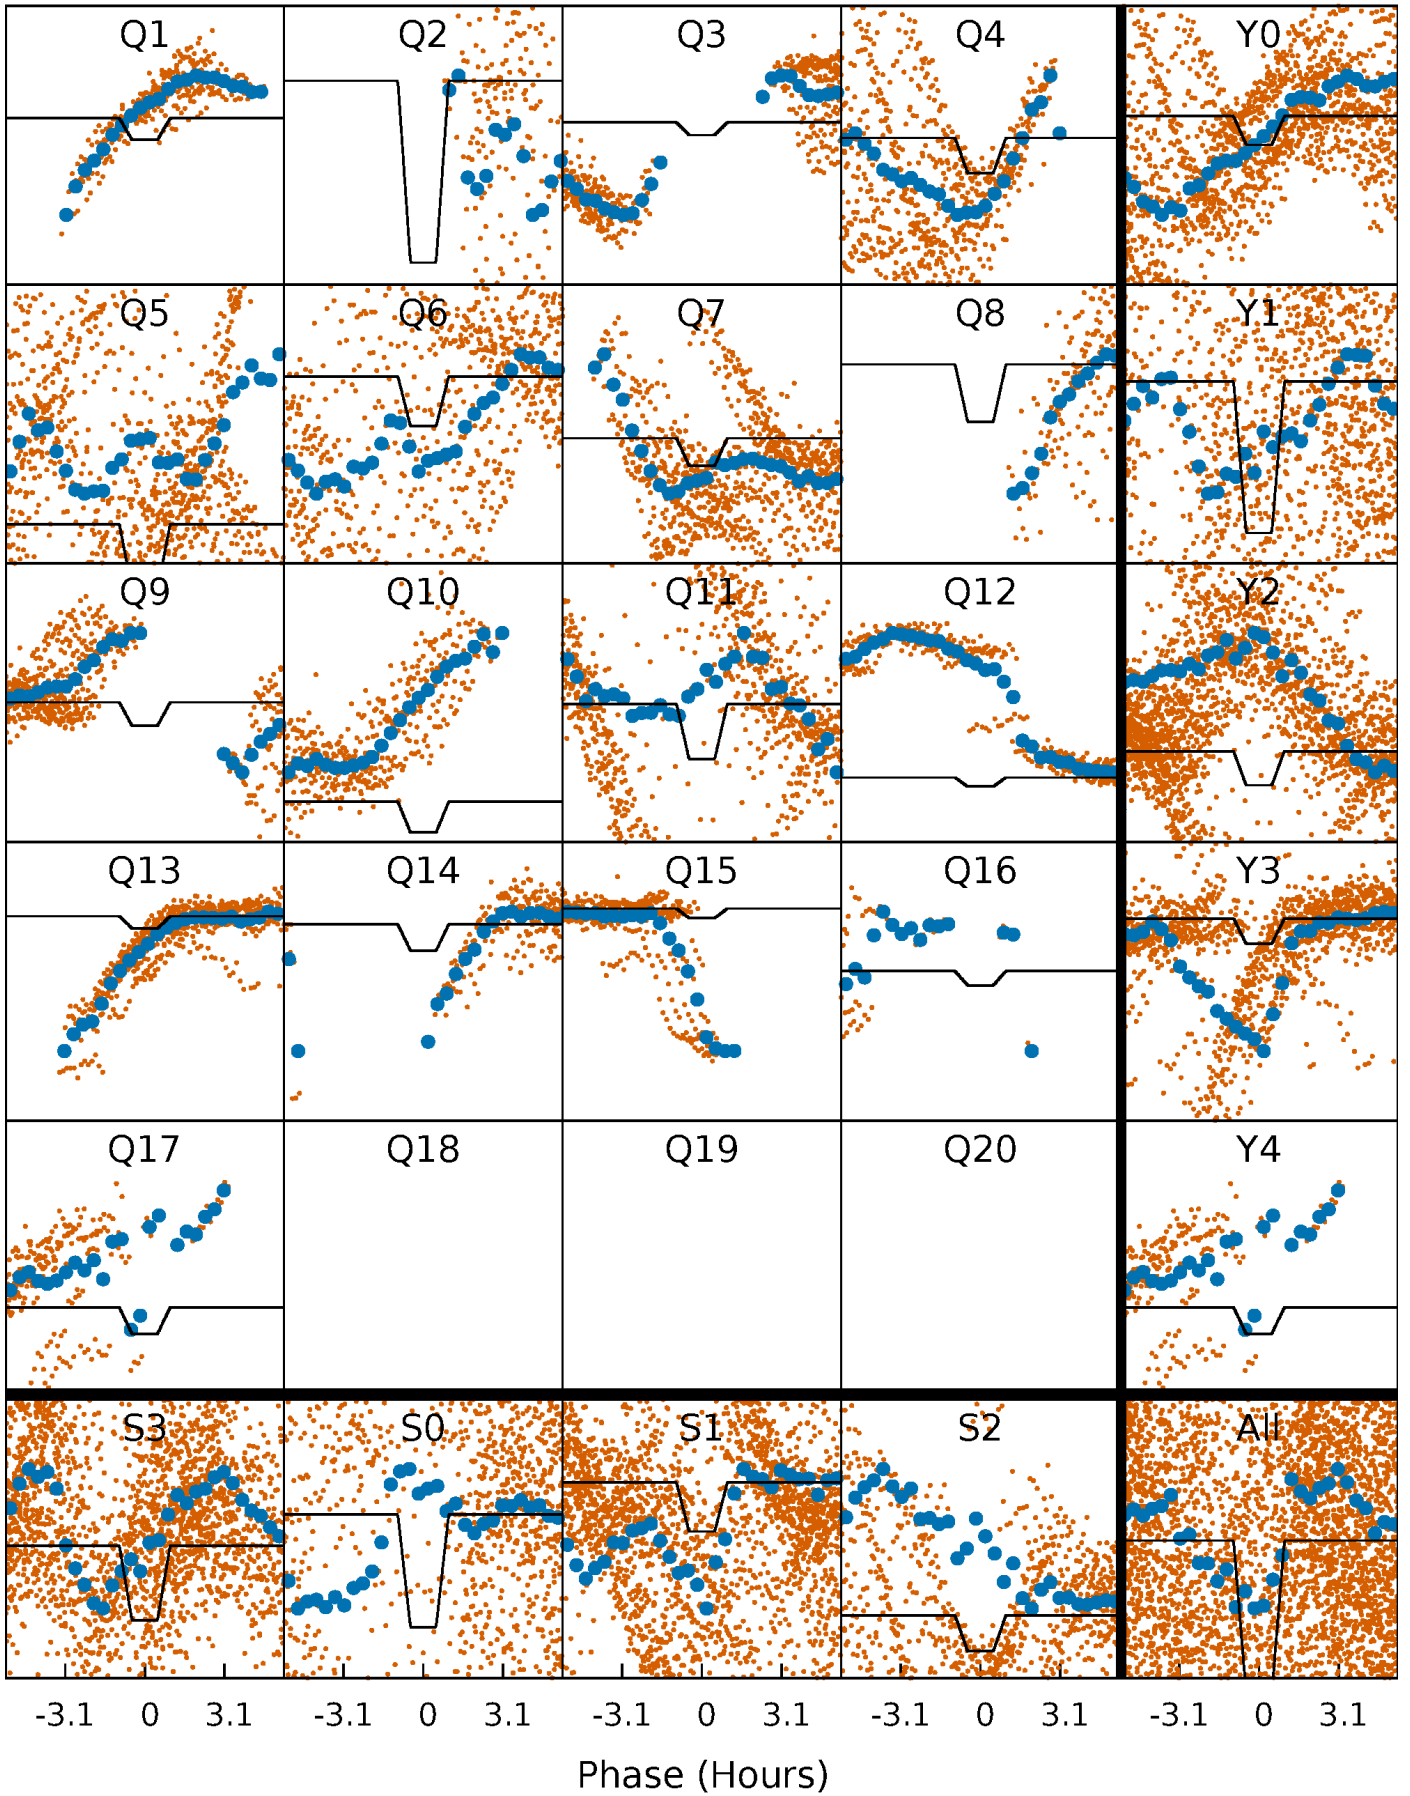 Q1 Q2 Q3 Q4 Y0
Q5 Q6 Q7 Q8 Y1
Q9 Q10 Q11 Q12 Y2
Q13 Q14 Q15 Q16 Y3
Q17 Q18 Q19 Q20 Y4
S3 S0 S1 S2 All
-3.1 0 3.1 -3.1 0 3.1 -3.1 0 3.1 -3.1 0 3.1 -3.1 0 3.1
Phase (Hours)